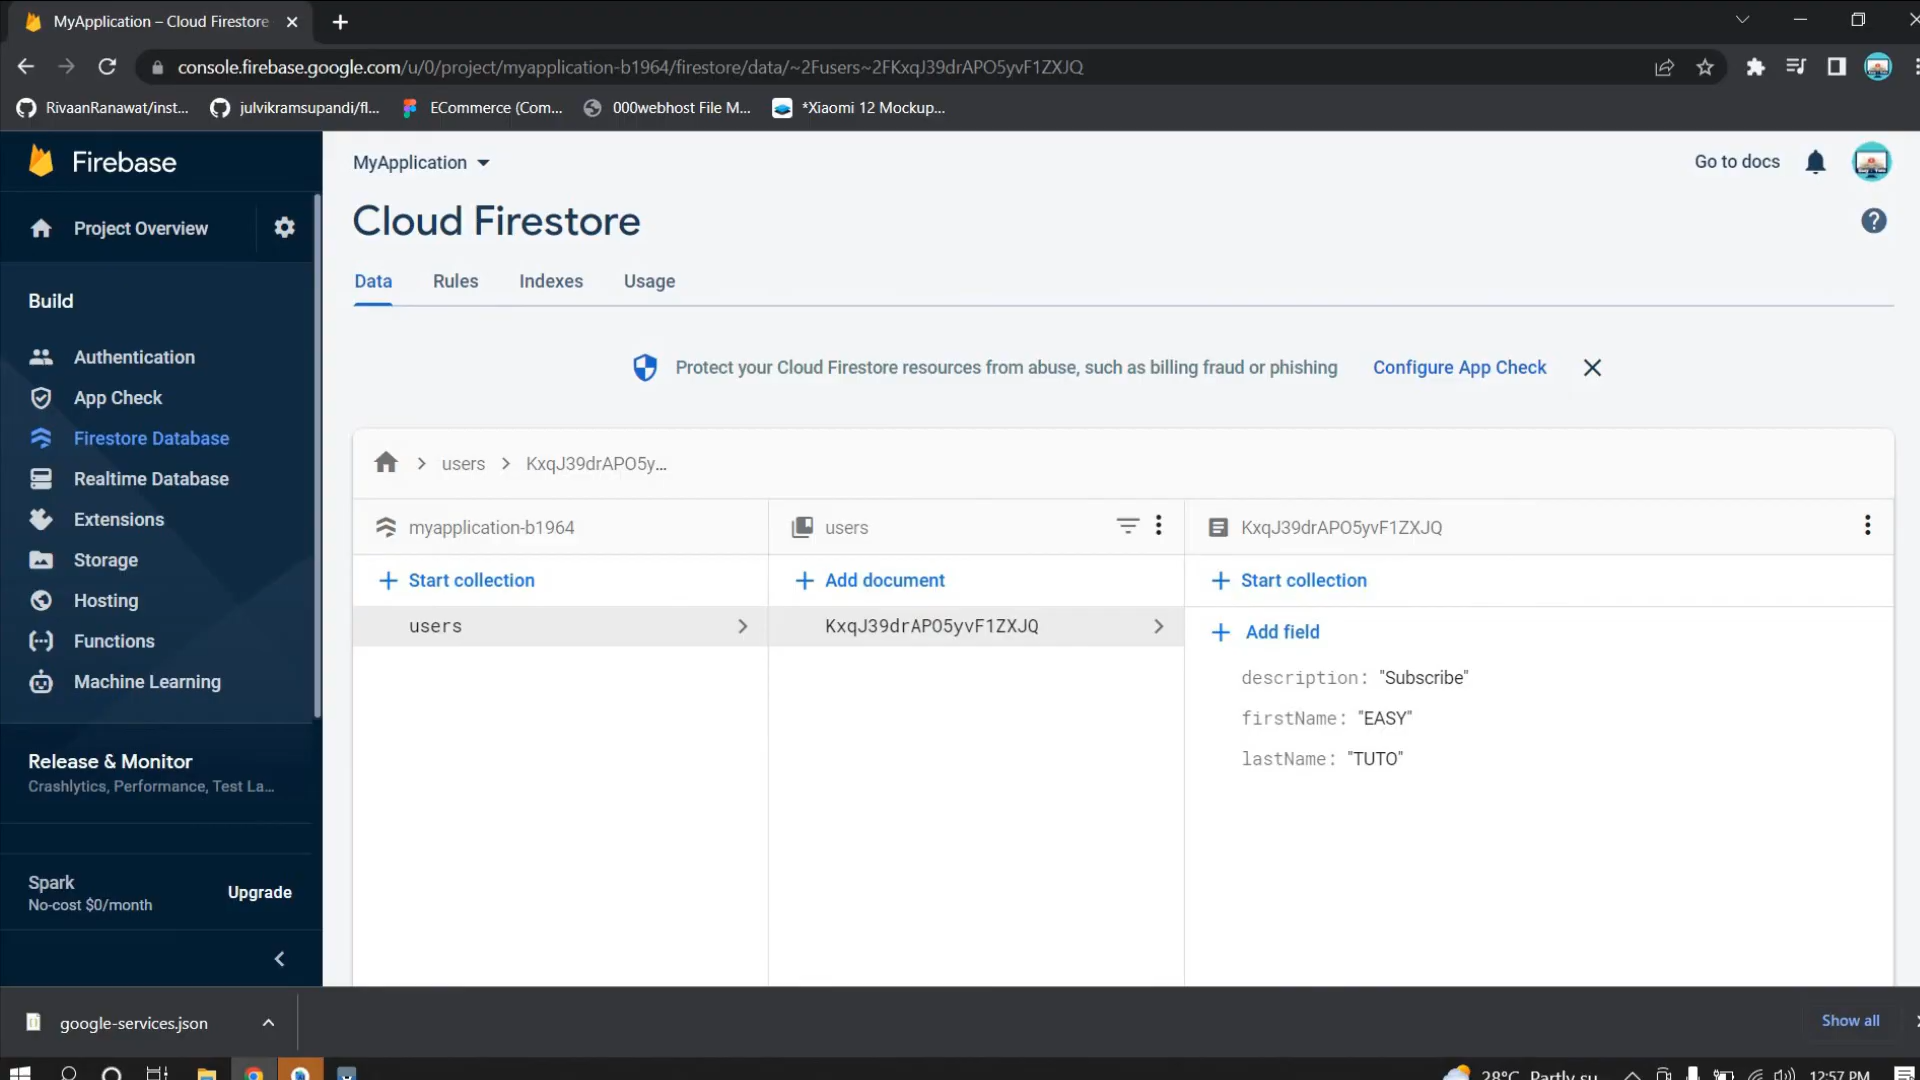 MyApplication – Cloud Firestore
console.firebase.google.com/u/0/project/myapplication-b1964/firestore/data/~2Fusers~2FKxqJ39drAPO5yvF1ZXJQ
RivaanRanawat/inst...
julvikramsupandi/fl...
ECommerce (Com...
000webhost File M...
*Xiaomi 12 Mockup...
Firebase
MyApplication
Go to docs
Project Overview
Cloud Firestore
Data
Rules
Indexes
Usage
Build
Authentication
App Check
Firestore Database
Realtime Database
Extensions
Storage
Hosting
Functions
Machine Learning
Release & Monitor
Crashlytics, Performance, Test La...
Spark
No-cost $0/month
Upgrade
Protect your Cloud Firestore resources from abuse, such as billing fraud or phishing
Configure App Check
users
KxqJ39drAPO5y...
myapplication-b1964
users
KxqJ39drAPO5yvF1ZXJQ
Start collection
Add document
Start collection
users
KxqJ39drAPO5yvF1ZXJQ
Add field
description: "Subscribe"
firstName: "EASY"
lastName: "TUTO"
google-services.json
Show all
28°C Partly su...
12:57 PM